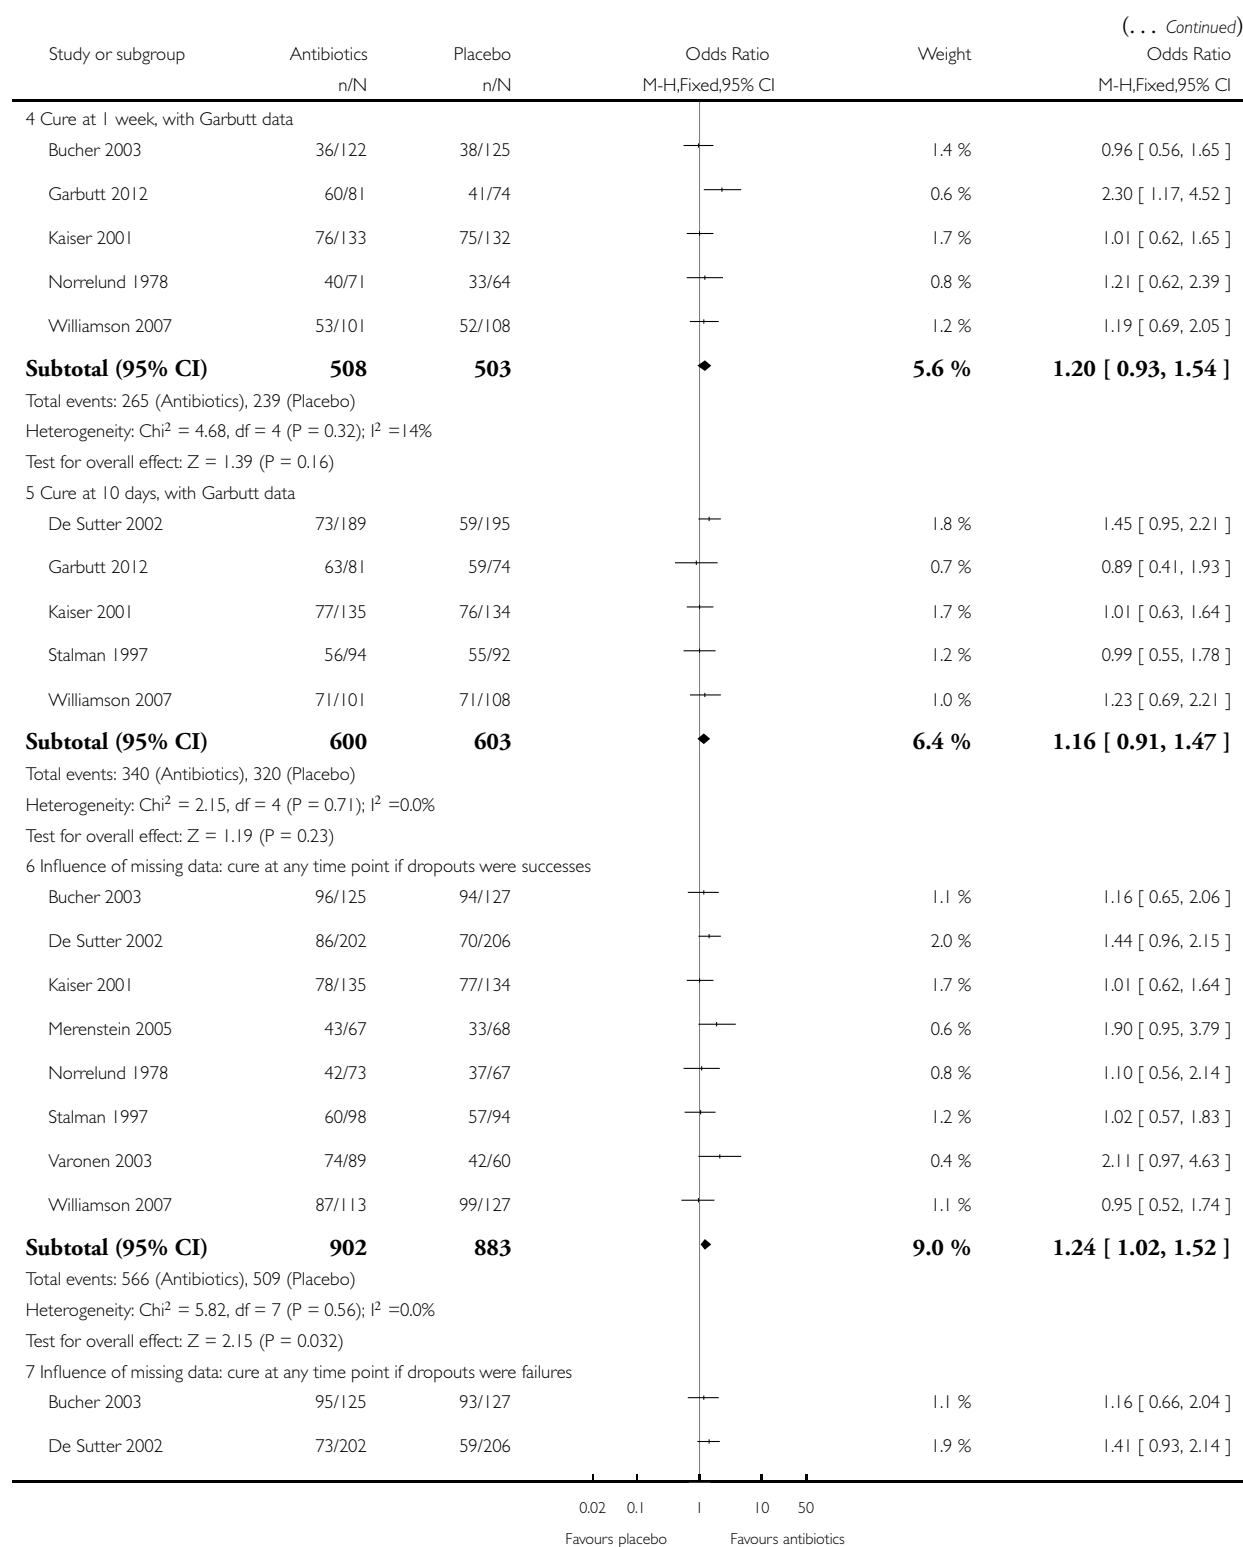 (. . . Continued)
Study or subgroup Antibiotics Placebo Odds Ratio Weight Odds Ratio
n/N n/N M-H,Fixed,95% CI M-H,Fixed,95% CI
4 Cure at 1 week, with Garbutt data
Bucher 2003 36/122 38/125 1.4 % 0.96 [ 0.56, 1.65 ]
Garbutt 2012 60/81 41/74 0.6 % 2.30 [ 1.17, 4.52 ]
Kaiser 2001 76/133 75/132 1.7 % 1.01 [ 0.62, 1.65 ]
Norrelund 1978 40/71 33/64 0.8 % 1.21 [ 0.62, 2.39 ]
Williamson 2007 53/101 52/108 1.2 % 1.19 [ 0.69, 2.05 ]
Subtotal (95% CI) 508 503 5.6 % 1.20 [ 0.93, 1.54 ]
Total events: 265 (Antibiotics), 239 (Placebo)
Heterogeneity: Chi² = 4.68, df = 4 (P = 0.32); I² =14%
Test for overall effect: Z = 1.39 (P = 0.16)
5 Cure at 10 days, with Garbutt data
De Sutter 2002 73/189 59/195 1.8 % 1.45 [ 0.95, 2.21 ]
Garbutt 2012 63/81 59/74 0.7 % 0.89 [ 0.41, 1.93 ]
Kaiser 2001 77/135 76/134 1.7 % 1.01 [ 0.63, 1.64 ]
Stalman 1997 56/94 55/92 1.2 % 0.99 [ 0.55, 1.78 ]
Williamson 2007 71/101 71/108 1.0 % 1.23 [ 0.69, 2.21 ]
Subtotal (95% CI) 600 603 6.4 % 1.16 [ 0.91, 1.47 ]
Total events: 340 (Antibiotics), 320 (Placebo)
Heterogeneity: Chi² = 2.15, df = 4 (P = 0.71); I² =0.0%
Test for overall effect: Z = 1.19 (P = 0.23)
6 Influence of missing data: cure at any time point if dropouts were successes
Bucher 2003 96/125 94/127 1.1 % 1.16 [ 0.65, 2.06 ]
De Sutter 2002 86/202 70/206 2.0 % 1.44 [ 0.96, 2.15 ]
Kaiser 2001 78/135 77/134 1.7 % 1.01 [ 0.62, 1.64 ]
Merenstein 2005 43/67 33/68 0.6 % 1.90 [ 0.95, 3.79 ]
Norrelund 1978 42/73 37/67 0.8 % 1.10 [ 0.56, 2.14 ]
Stalman 1997 60/98 57/94 1.2 % 1.02 [ 0.57, 1.83 ]
Varonen 2003 74/89 42/60 0.4 % 2.11 [ 0.97, 4.63 ]
Williamson 2007 87/113 99/127 1.1 % 0.95 [ 0.52, 1.74 ]
Subtotal (95% CI) 902 883 9.0 % 1.24 [ 1.02, 1.52 ]
Total events: 566 (Antibiotics), 509 (Placebo)
Heterogeneity: Chi² = 5.82, df = 7 (P = 0.56); I² =0.0%
Test for overall effect: Z = 2.15 (P = 0.032)
7 Influence of missing data: cure at any time point if dropouts were failures
Bucher 2003 95/125 93/127 1.1 % 1.16 [ 0.66, 2.04 ]
De Sutter 2002 73/202 59/206 1.9 % 1.41 [ 0.93, 2.14 ]
0.02 0.1 1 10 50
Favours placebo Favours antibiotics